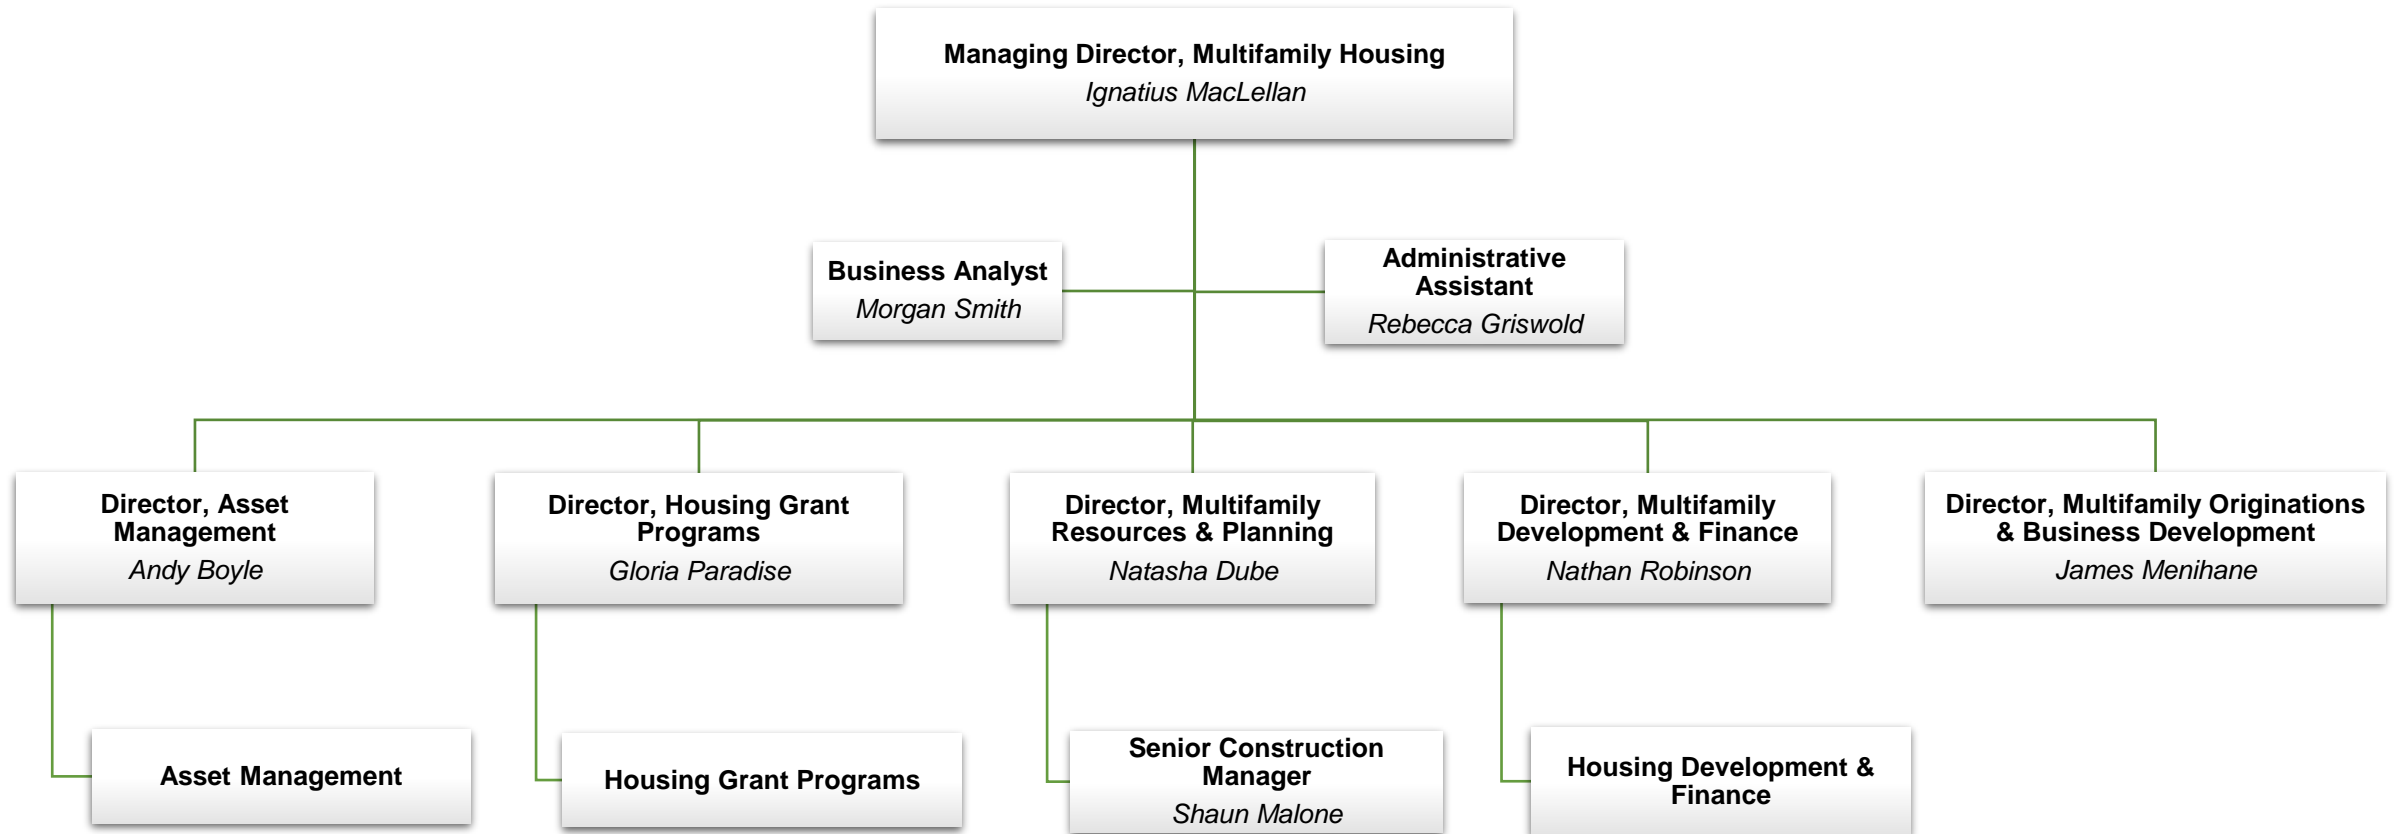 Managing Director, Multifamily Housing
Ignatius MacLellan
Business Analyst
Morgan Smith
Administrative
Assistant
Rebecca Griswold
Director, Asset
Management
Andy Boyle
Director, Housing Grant
Programs
Gloria Paradise
Director, Multifamily
Resources & Planning
Natasha Dube
Director, Multifamily
Development & Finance
Nathan Robinson
Director, Multifamily Originations
& Business Development
James Menihane
Asset Management
Housing Grant Programs
Senior Construction
Manager
Shaun Malone
Housing Development &
Finance